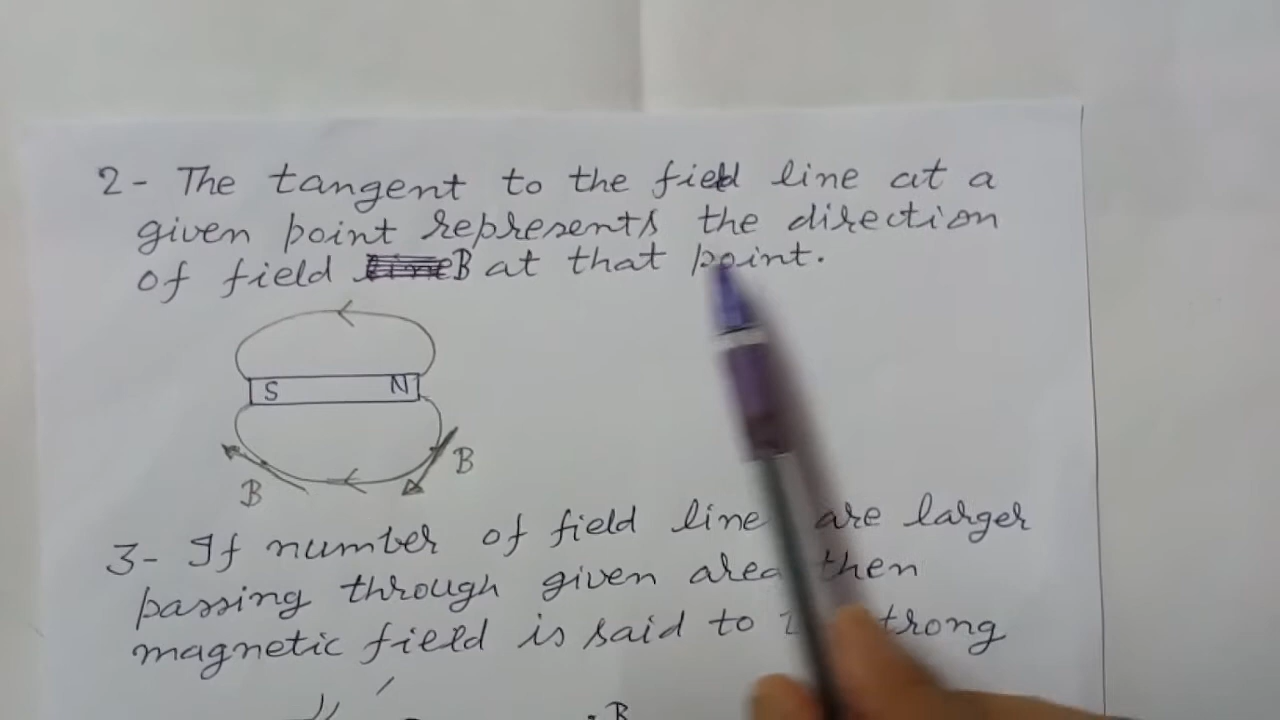 2- The tangent to the field line at a
given point represents the direction
of field B at that point.
S N
B
B
3- If number of field line are larger
passing through given area then
magnetic field is said to strong
B